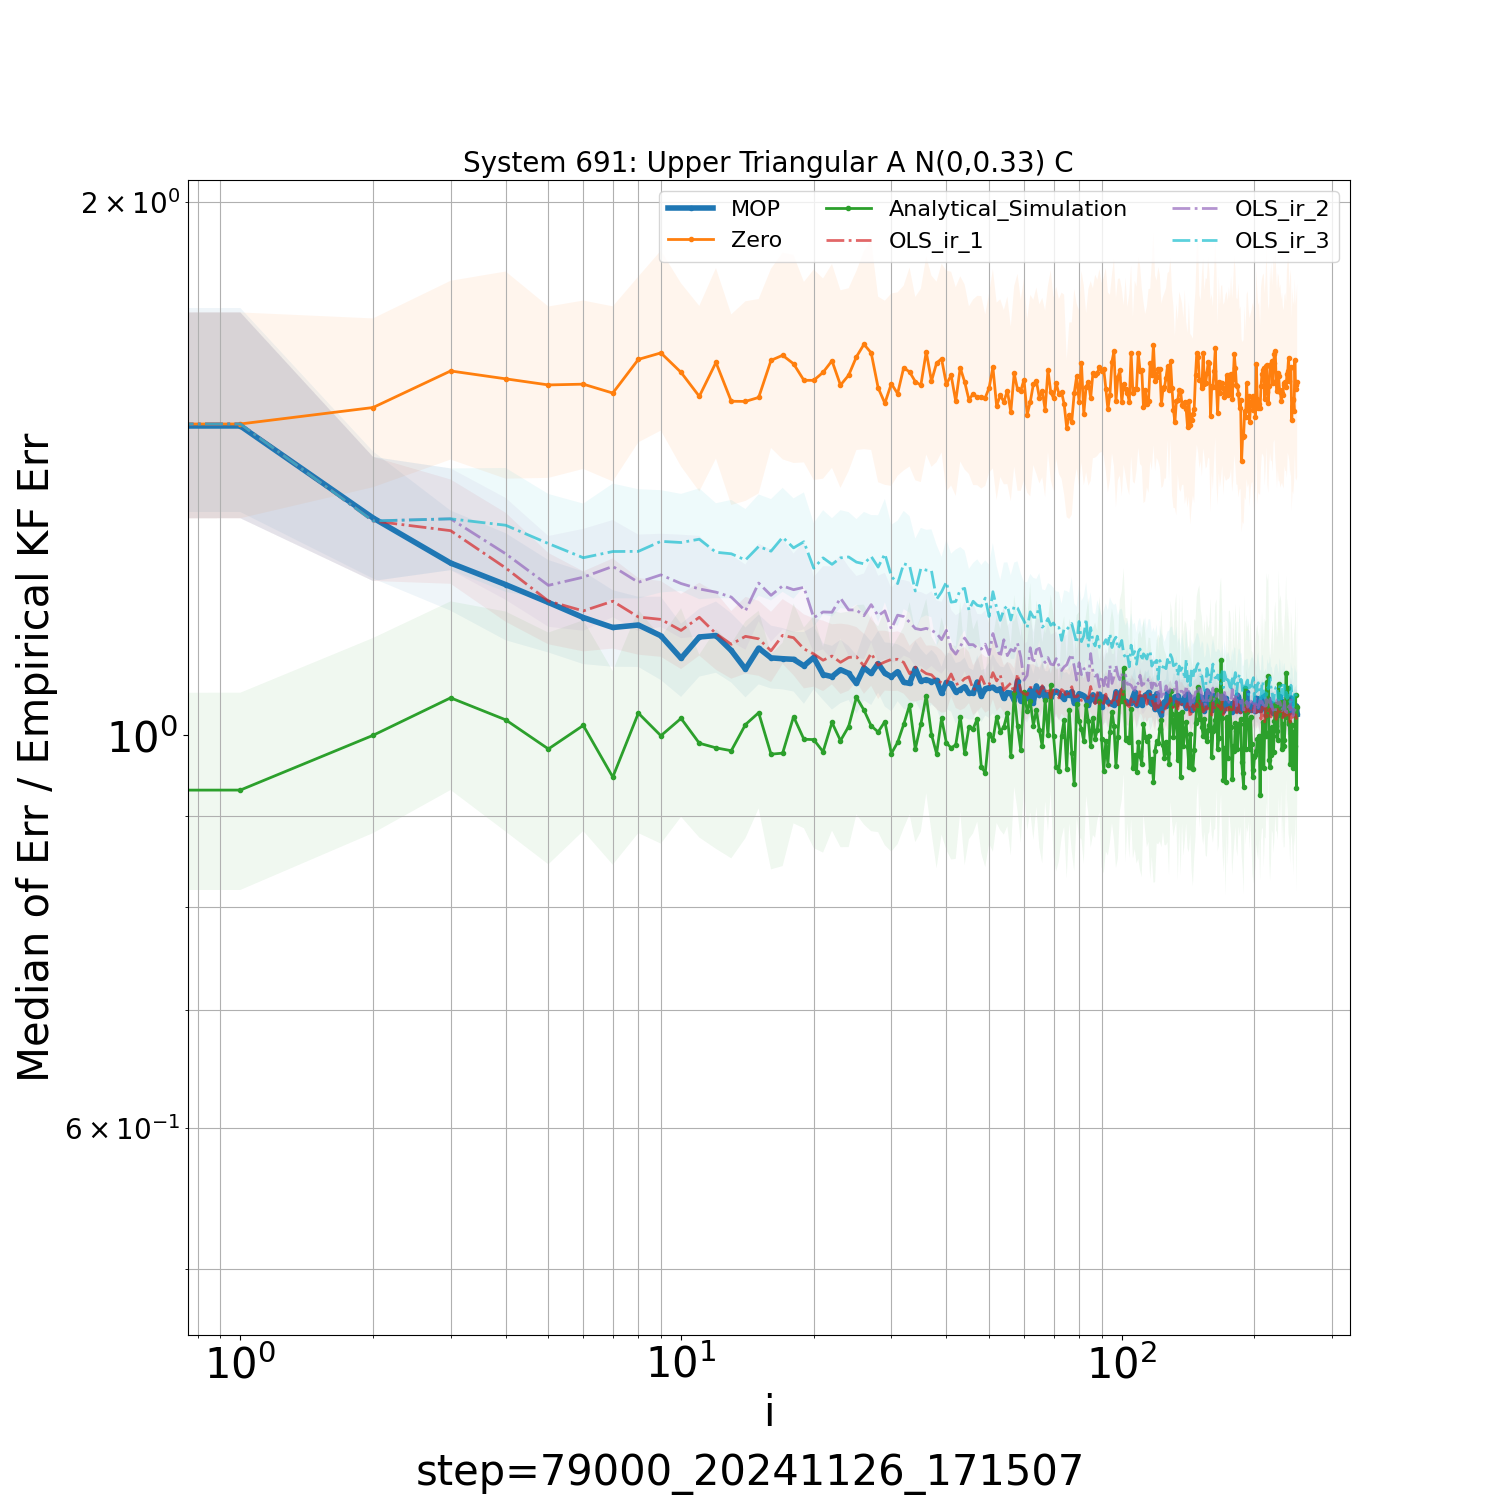 System 691: Upper Triangular A N(0,0.33) C
MOP
Zero
Analytical_Simulation
OLS_ir_1
OLS_ir_2
OLS_ir_3
Median of Err / Empirical KF Err
2 × 10⁰
10⁰
6 × 10⁻¹
10⁰
10¹
10²
i
step=79000_20241126_171507